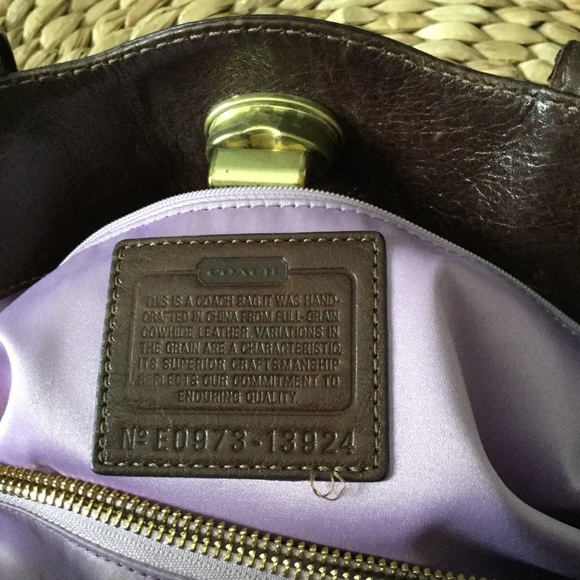 COACH
THIS IS A COACH BAG.IT WAS HAND-
CRAFTED IN CHINA FROM FULL-GRAIN
COWHIDE LEATHER. VARIATIONS IN
THE GRAIN ARE A CHARACTERISTIC.
ITS SUPERIOR CRAFTSMANSHIP
REFLECTS OUR COMMITMENT TO
ENDURING QUALITY.
Nº E0973-13924